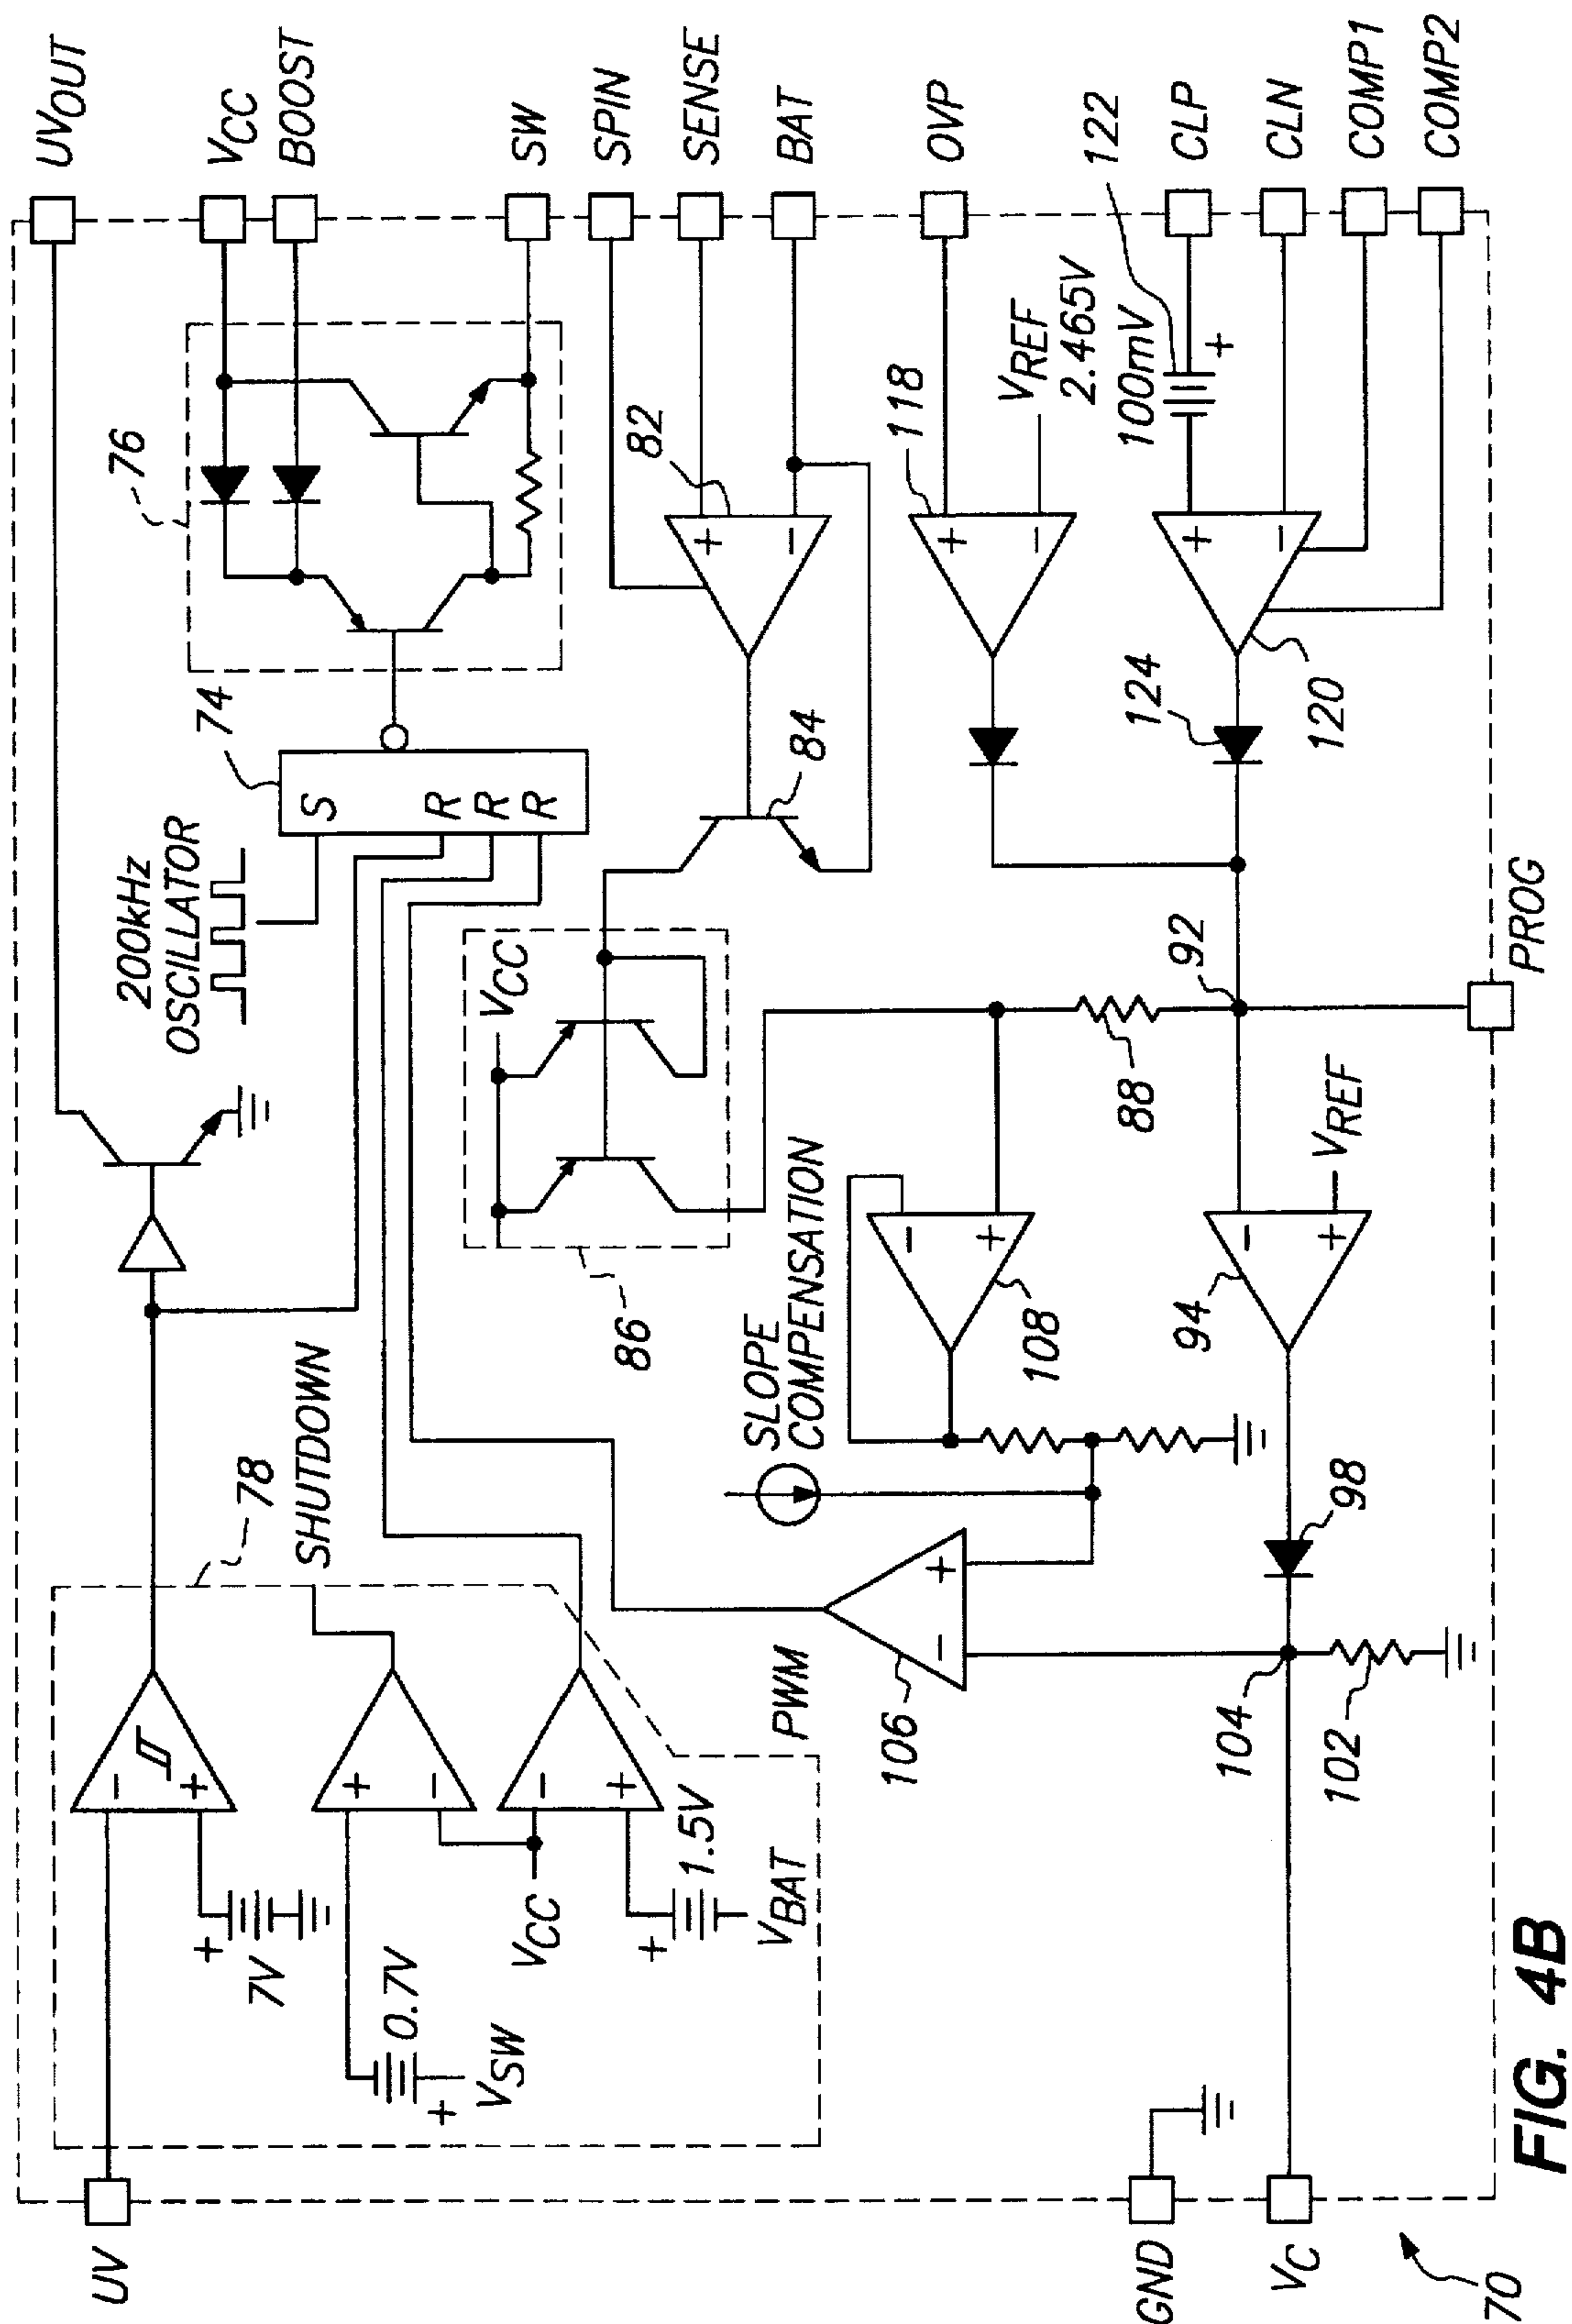 UV
GND
VC
70
UVOUT
VCC
BOOST
SW
SPIN
SENSE
BAT
OVP
CLP
CLN
COMP1
COMP2
PROG
78
SHUTDOWN
-
+
+
7V
+
-
0.7V
+
VSW
-
+
VCC
1.5V
+
VBAT
200kHz
OSCILLATOR
74
S
R
R
R
76
82
+
-
84
86
VCC
SLOPE
COMPENSATION
PWM
106
-
+
108
-
+
88
92
94
-
+
VREF
98
104
102
118
+
-
VREF
2.465V
100mV
+
122
+
-
120
124
FIG. 4B